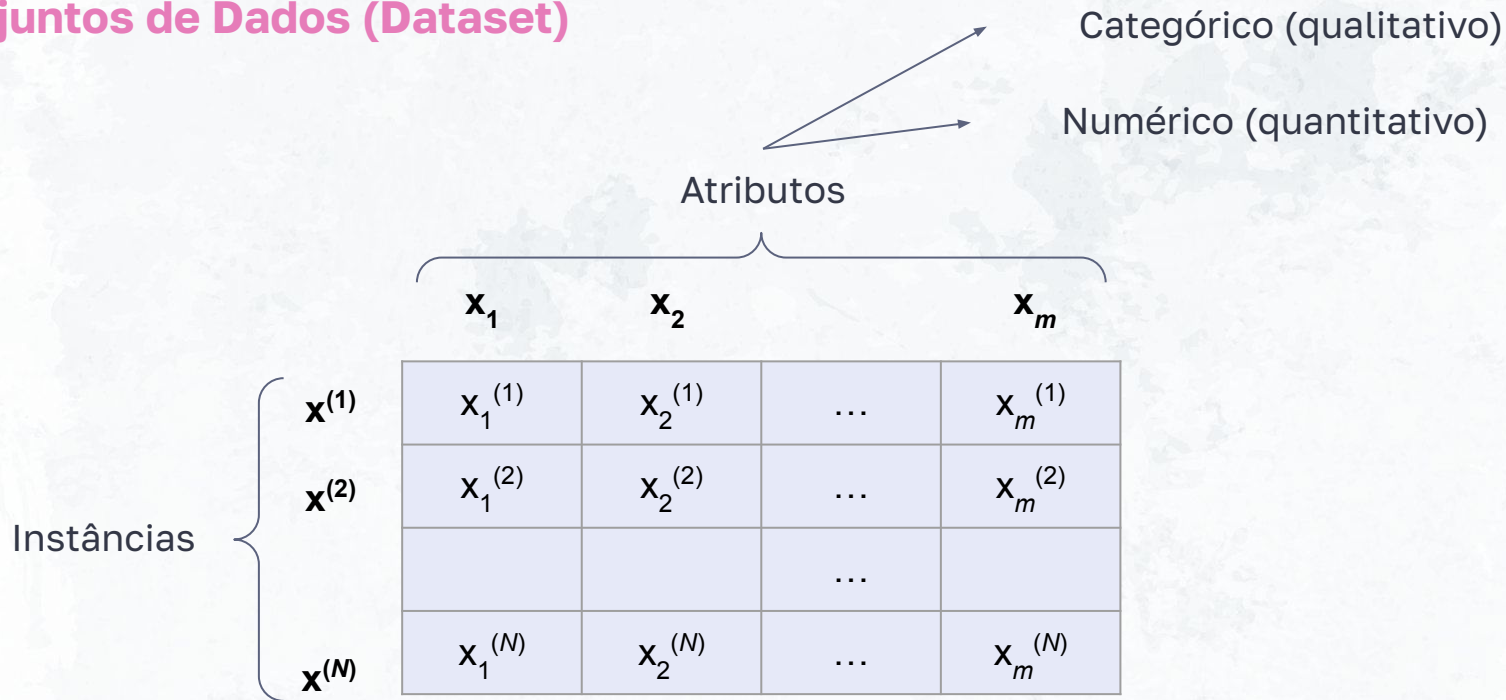 juntos de Dados (Dataset)
Categórico (qualitativo)
Numérico (quantitativo)
Atributos
x₁ x₂ xₘ
x⁽¹⁾ x₁⁽¹⁾ x₂⁽¹⁾ ... xₘ⁽¹⁾
x⁽²⁾ x₁⁽²⁾ x₂⁽²⁾ ... xₘ⁽²⁾
Instâncias
...
x⁽ᴺ⁾ x₁⁽ᴺ⁾ x₂⁽ᴺ⁾ ... xₘ⁽ᴺ⁾